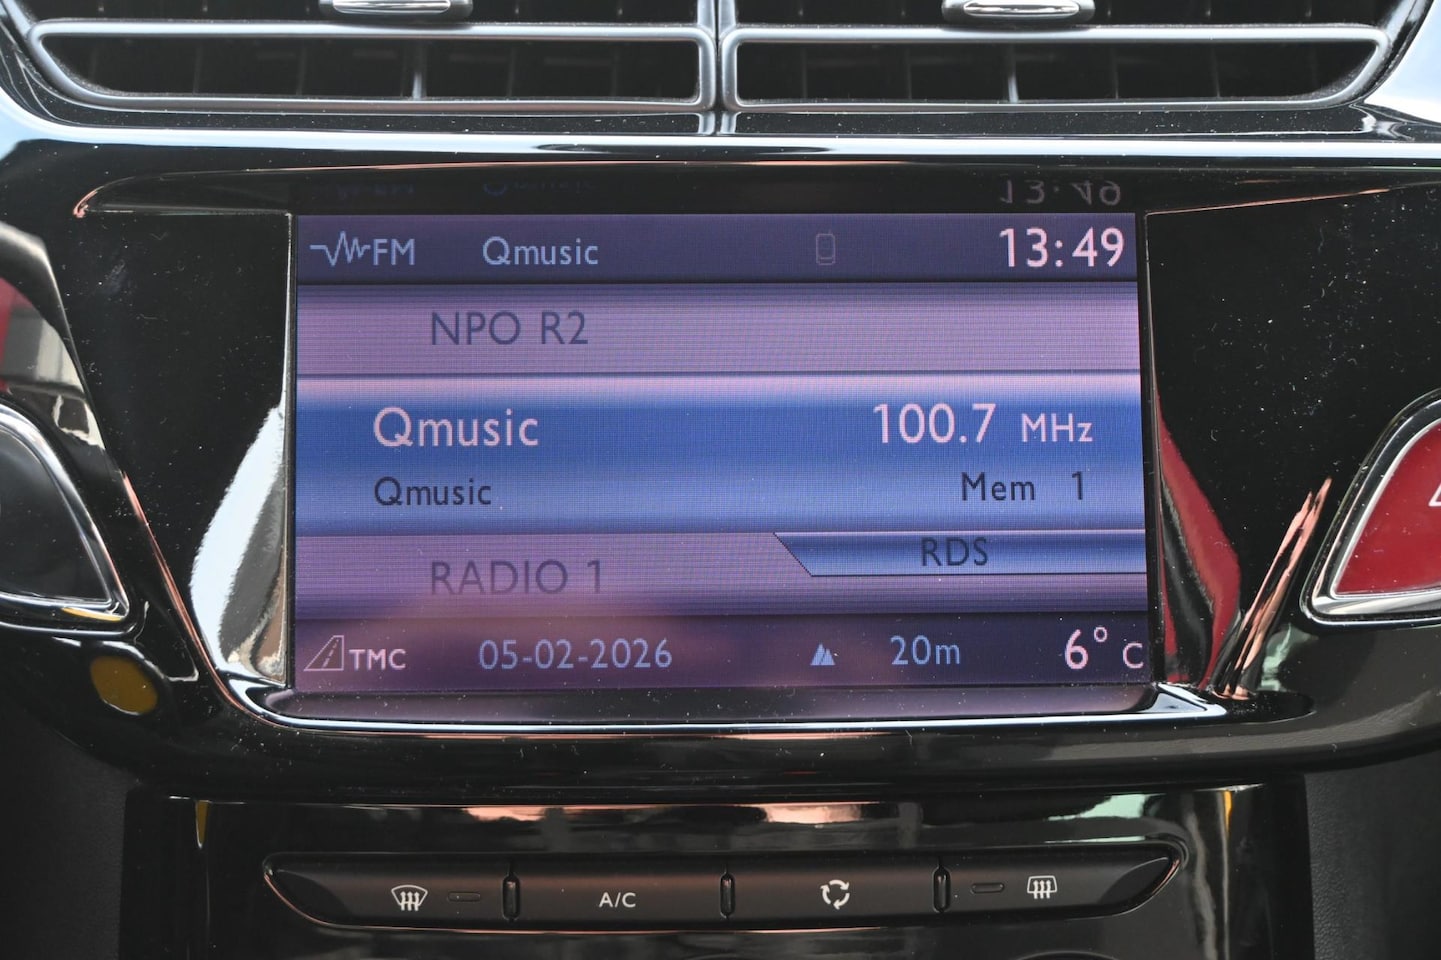 FM Qmusic 13:49
NPO R2
Qmusic 100.7 MHz
Qmusic Mem 1
RDS
RADIO 1
TMC 05-02-2026 20m 6° C
A/C